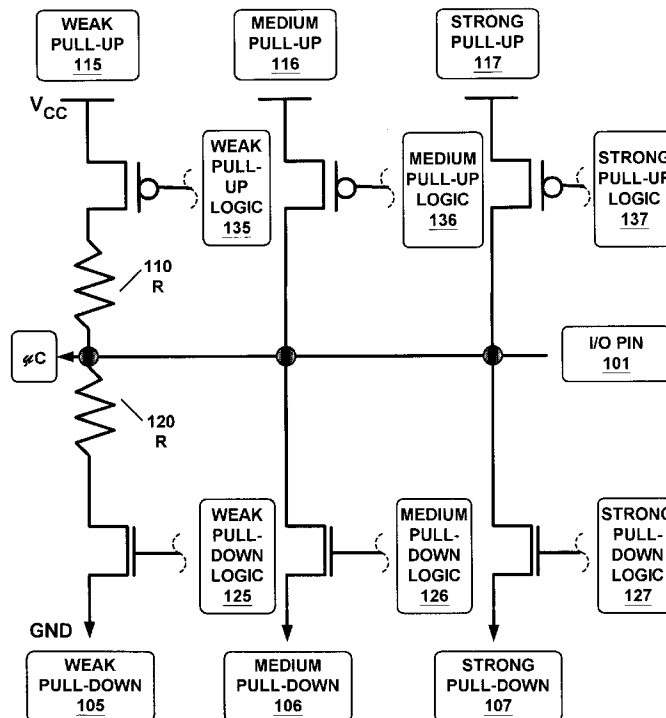 WEAK
PULL-UP
115
MEDIUM
PULL-UP
116
STRONG
PULL-UP
117
VCC
WEAK
PULL-
UP
LOGIC
135
MEDIUM
PULL-UP
LOGIC
136
STRONG
PULL-UP
LOGIC
137
110
R
μC
I/O PIN
101
120
R
WEAK
PULL-
DOWN
LOGIC
125
MEDIUM
PULL-
DOWN
LOGIC
126
STRONG
PULL-
DOWN
LOGIC
127
GND
WEAK
PULL-DOWN
105
MEDIUM
PULL-DOWN
106
STRONG
PULL-DOWN
107